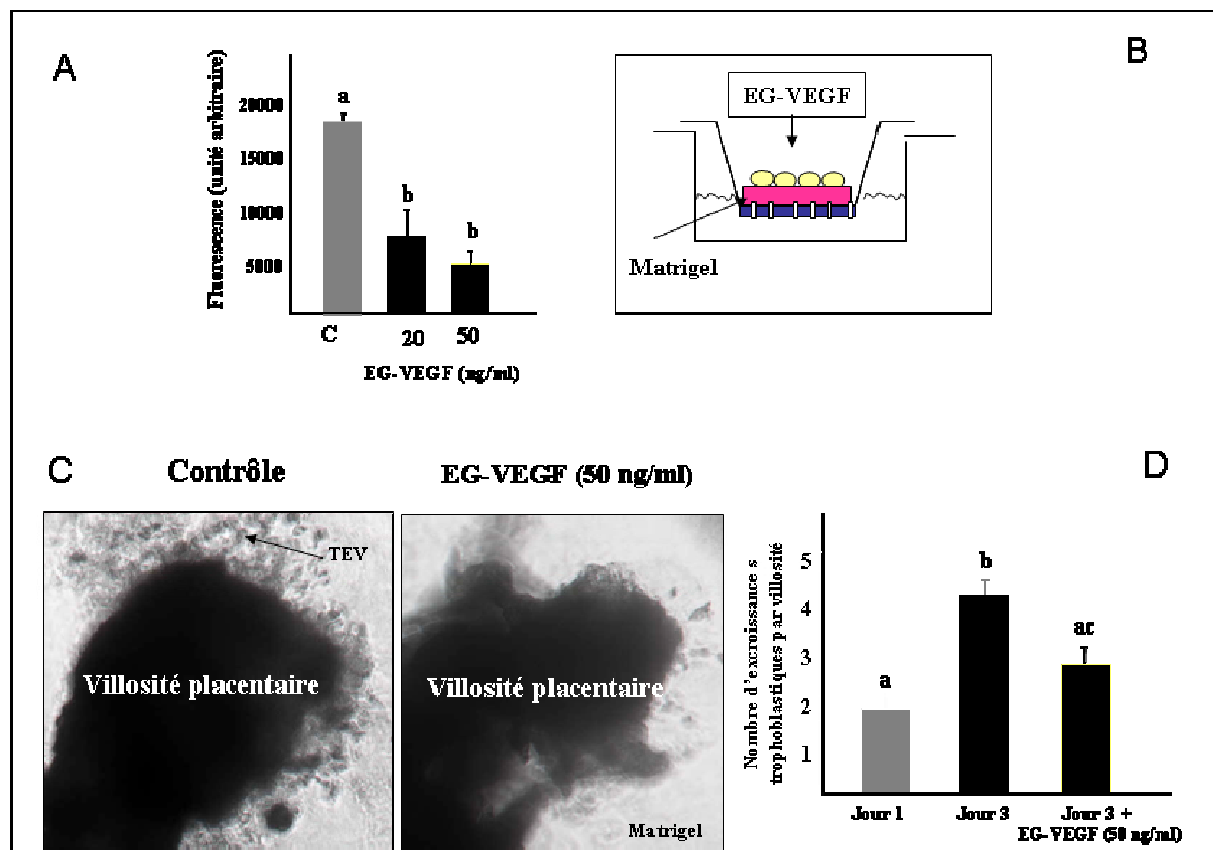 A
Fluorescence (unité arbitraire)
20000
15000
10000
5000
a
b
b
C
20
50
EG-VEGF (ng/ml)
B
EG-VEGF
Matrigel
C
Contrôle
EG-VEGF (50 ng/ml)
TEV
Villosité placentaire
Villosité placentaire
Matrigel
D
Nombre d'excroissance s
trophoblastiques par villosité
5
4
3
2
1
a
b
ac
Jour 1
Jour 3
Jour 3 +
EG-VEGF (50 ng/ml)